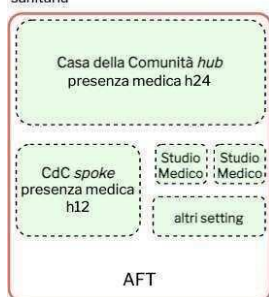 Casa della Comunità hub
presenza medica h24
CdC spoke
presenza medica
h12
Studio
Medico
Studio
Medico
altri setting
AFT